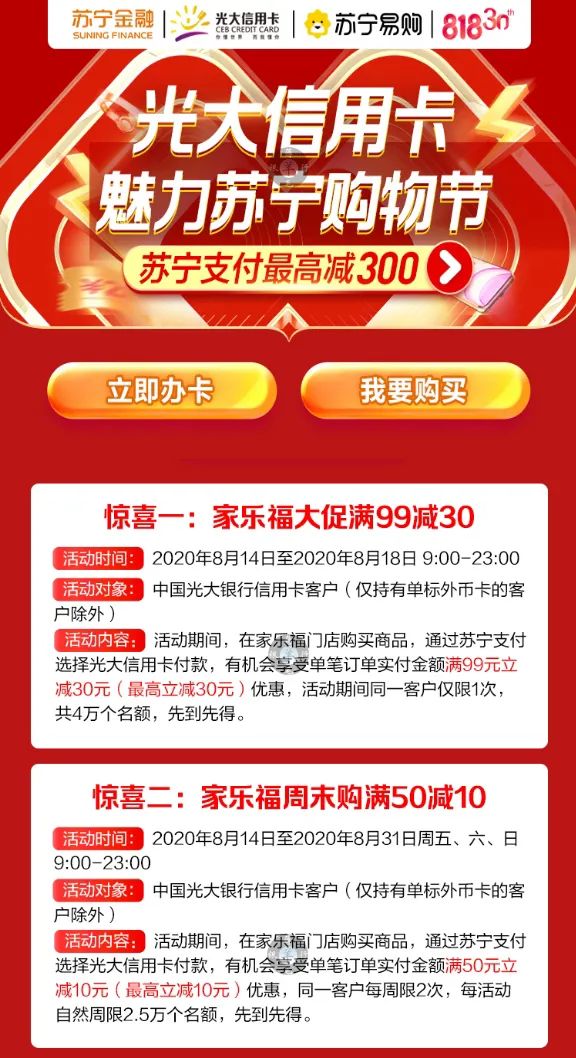 苏宁金融
SUNING FINANCE
光大信用卡
CEB CREDIT CARD
你懂世界 而我懂你
苏宁易购
818 30th
光大信用卡
魅力苏宁购物节
苏宁支付最高减300
立即办卡
我要购买
惊喜一：家乐福大促满99减30
活动时间： 2020年8月14日至2020年8月18日 9:00-23:00
活动对象： 中国光大银行信用卡客户（仅持有单标外币卡的客
户除外）
活动内容： 活动期间，在家乐福门店购买商品，通过苏宁支付
选择光大信用卡付款，有机会享受单笔订单实付金额满99元立
减30元（最高立减30元）优惠，活动期间同一客户仅限1次，
共4万个名额，先到先得。
惊喜二：家乐福周末购满50减10
活动时间： 2020年8月14日至2020年8月31日周五、六、日
9:00-23:00
活动对象： 中国光大银行信用卡客户（仅持有单标外币卡的客
户除外）
活动内容： 活动期间，在家乐福门店购买商品，通过苏宁支付
选择光大信用卡付款，有机会享受单笔订单实付金额满50元立
减10元（最高立减10元）优惠，同一客户每周限2次，每活动
自然周限2.5万个名额，先到先得。